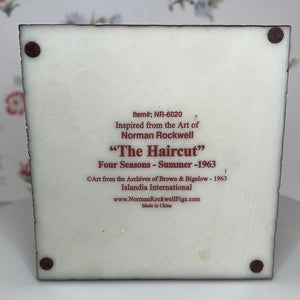 Item#; NR-6020
Inspired from the Art of
Norman Rockwell
“The Haircut”
Four Seasons - Summer -1963
©Art from the Archives of Brown & Bigelow - 1963
Islandia International
www.NormanRockwellFigs.com
Made in China